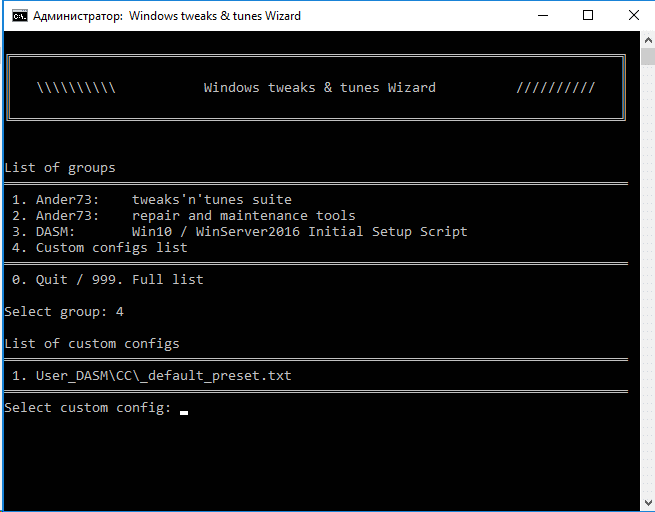 Администратор: Windows tweaks & tunes Wizard
\\\\\\\\\\ Windows tweaks & tunes Wizard //////////
List of groups
1. Ander73: tweaks'n'tunes suite
2. Ander73: repair and maintenance tools
3. DASM: Win10 / WinServer2016 Initial Setup Script
4. Custom configs list
0. Quit / 999. Full list
Select group: 4
List of custom configs
1. User_DASM\CC\_default_preset.txt
Select custom config: